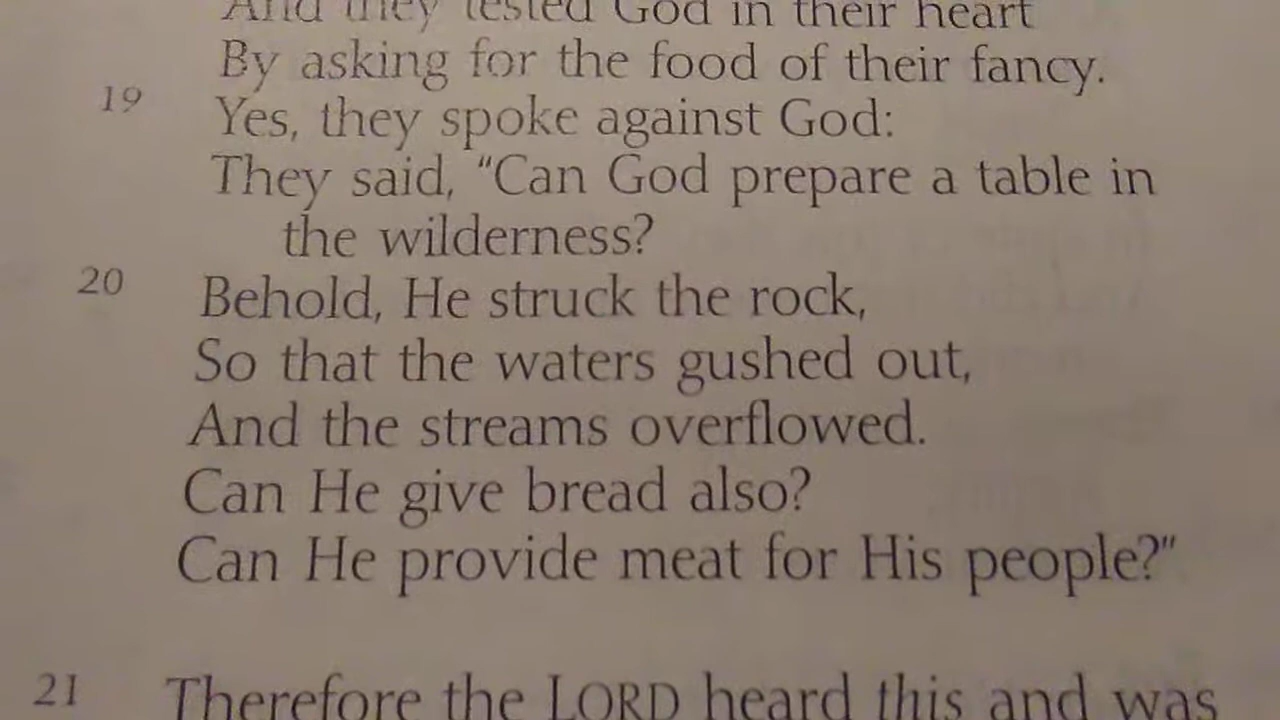 And they tested God in their heart
By asking for the food of their fancy.
19 Yes, they spoke against God:
They said, “Can God prepare a table in
the wilderness?
20 Behold, He struck the rock,
So that the waters gushed out,
And the streams overflowed.
Can He give bread also?
Can He provide meat for His people?”
21 Therefore the LORD heard this and was